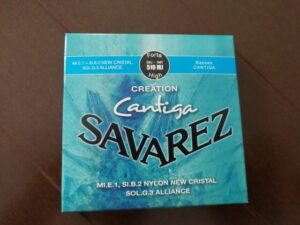 Forte
MI.E.1 - SI.B.2 NEW CRISTAL
SOL.G.3 ALLIANCE
510 MJ
High
Basses
CANTIGA
CREATION
Cantiga
SAVAREZ
MI.E.1, SI.B.2 NYLON NEW CRISTAL
SOL.G.3 ALLIANCE